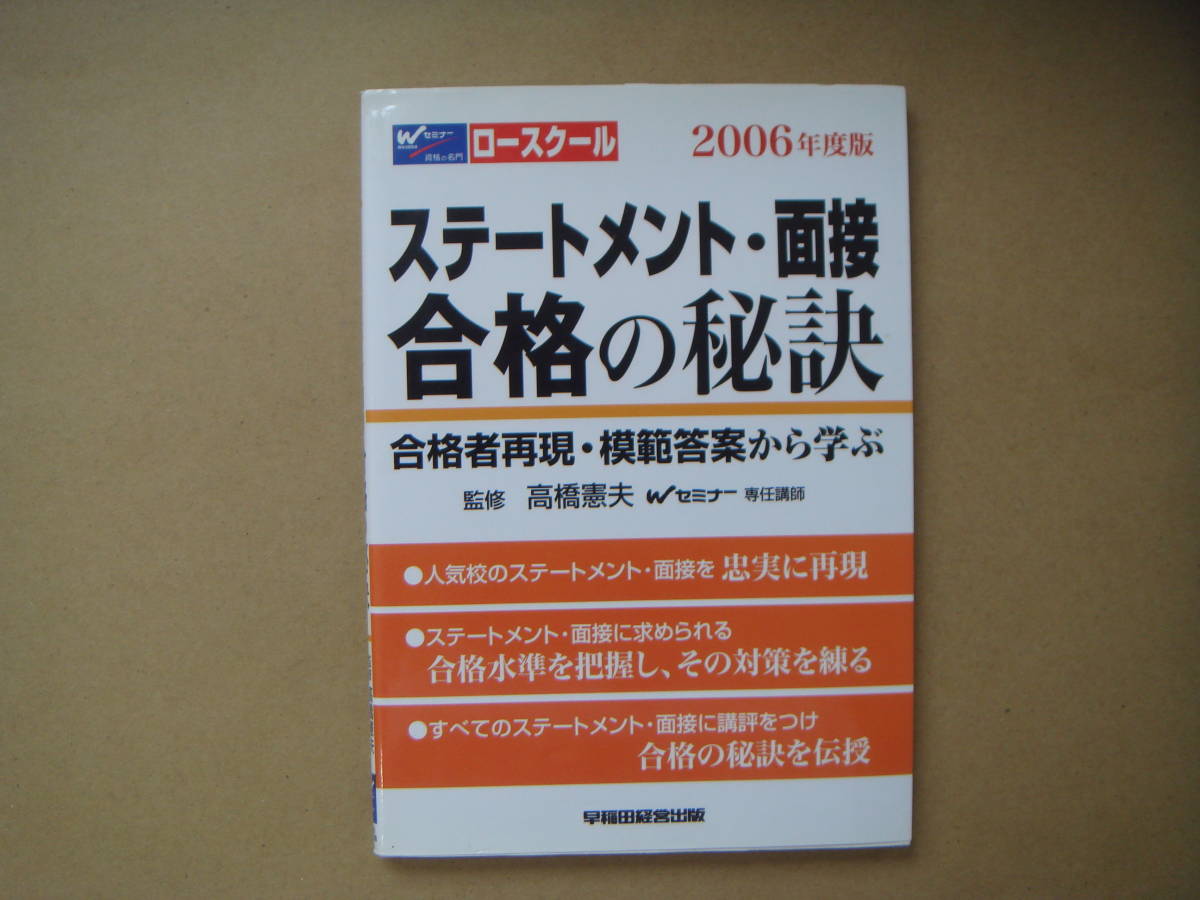 Wセミナー
資格の名門
ロースクール
2006年度版
ステートメント・面接
合格の秘訣
合格者再現・模範答案から学ぶ
監修 高橋憲夫 Wセミナー 専任講師
●人気校のステートメント・面接を 忠実に再現
●ステートメント・面接に求められる
合格水準を把握し、その対策を練る
●すべてのステートメント・面接に講評をつけ
合格の秘訣を伝授
早稲田経営出版